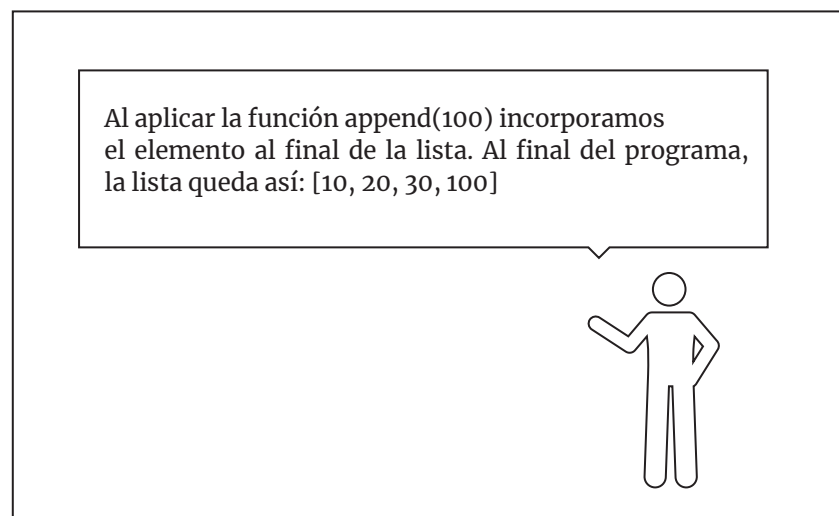 Al aplicar la función append(100) incorporamos
el elemento al final de la lista. Al final del programa,
la lista queda así: [10, 20, 30, 100]